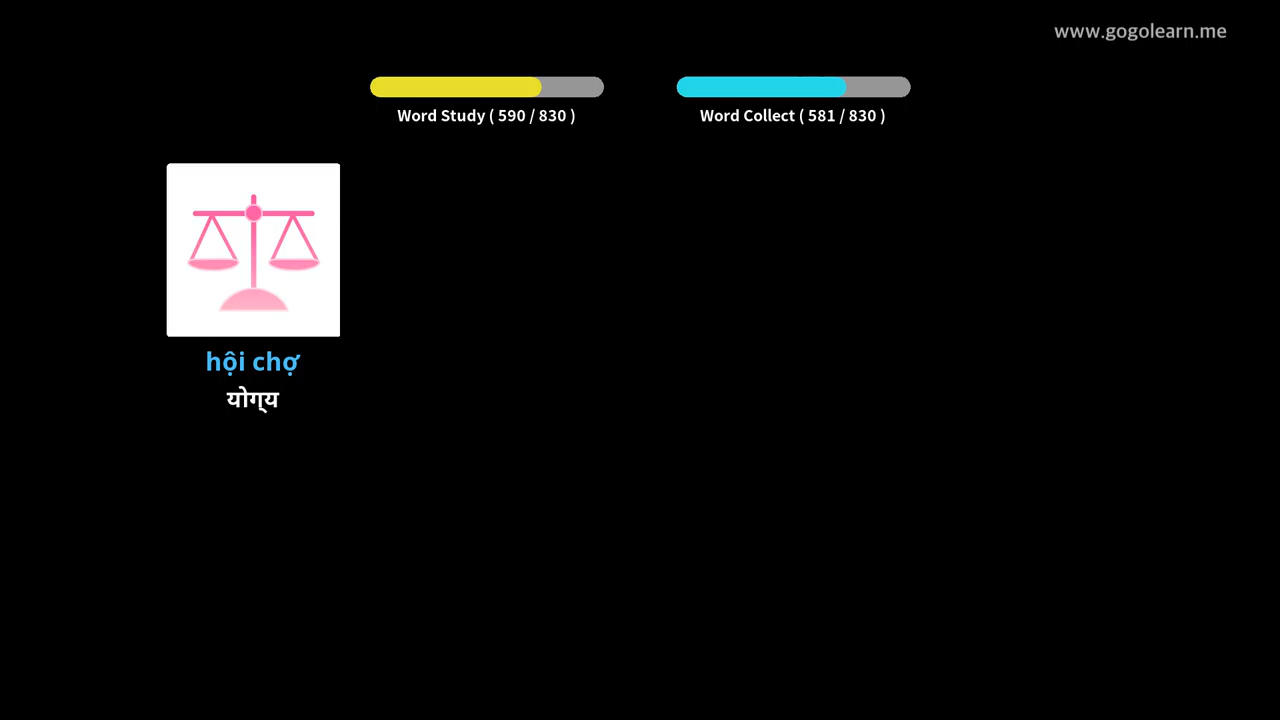 www.gogolearn.me
Word Study ( 590 / 830 )
Word Collect ( 581 / 830 )
hội chợ
योग्य